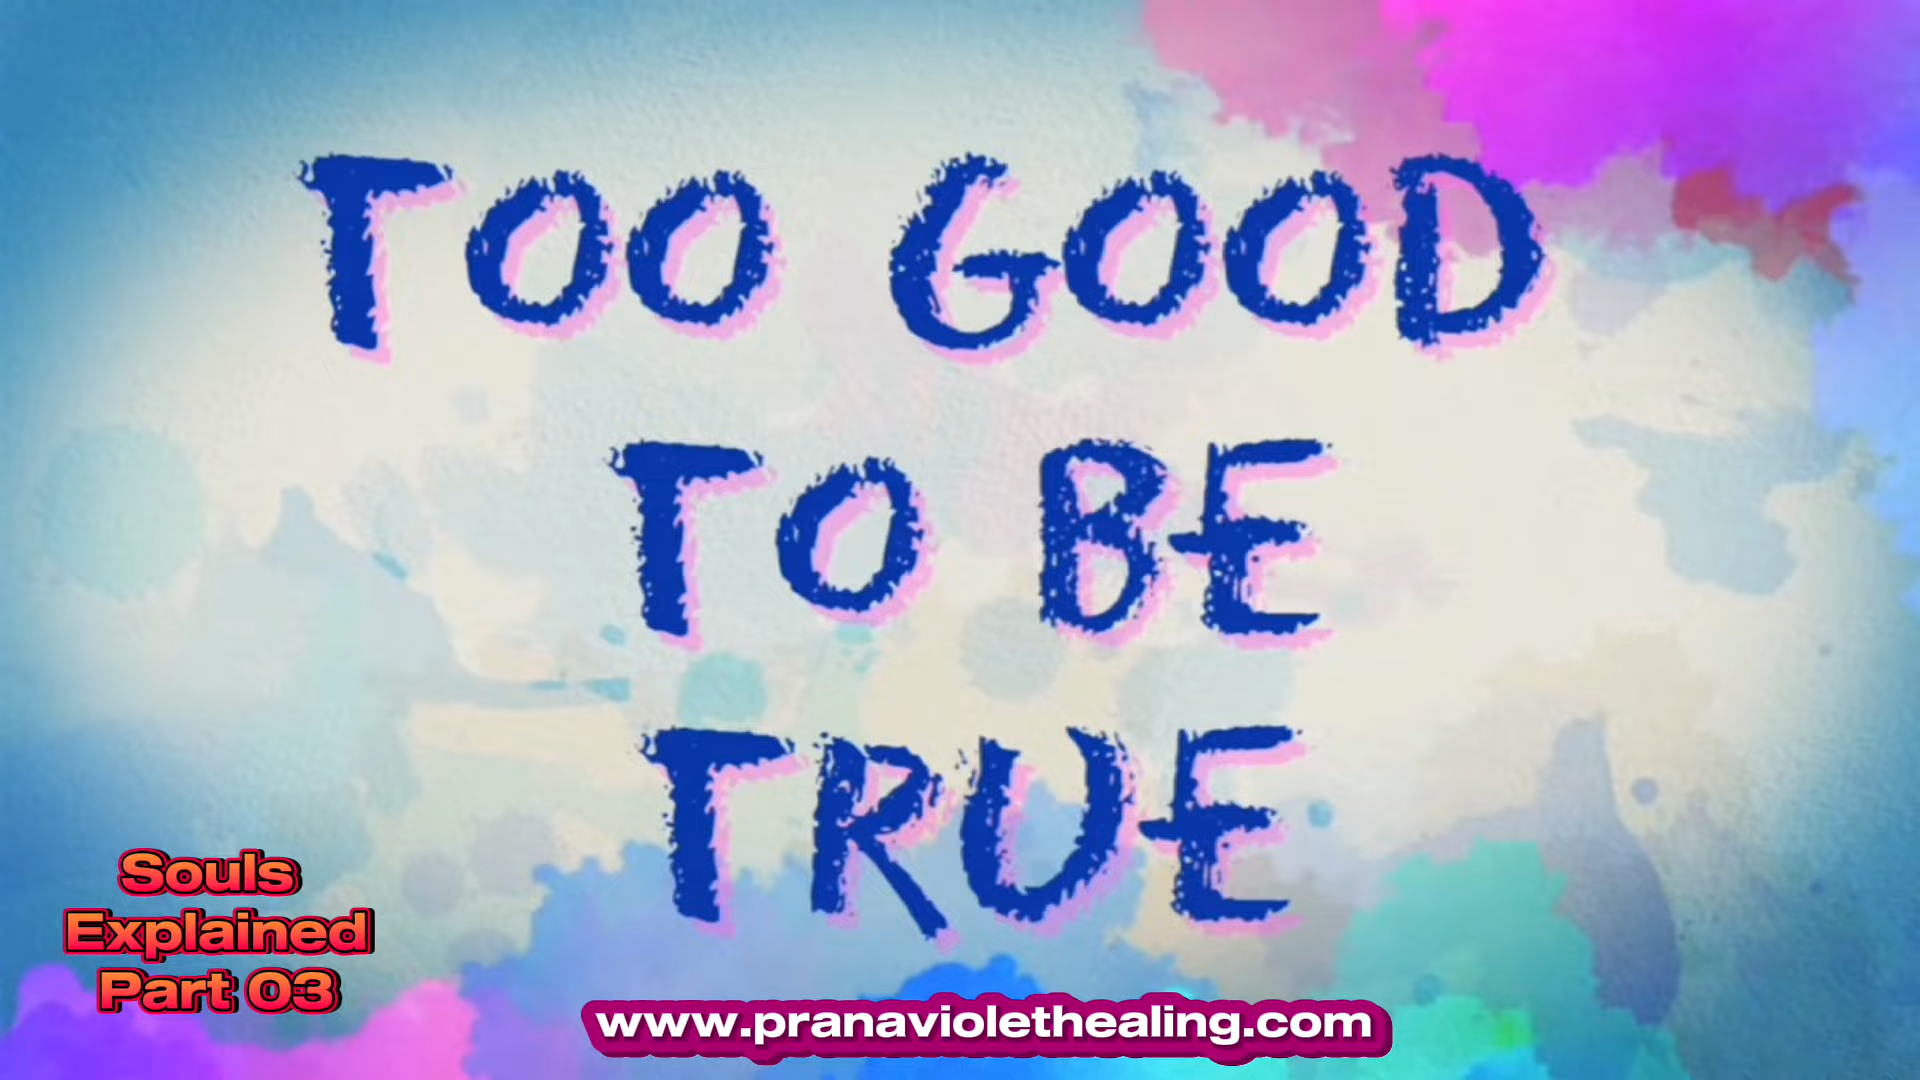 TOO GOOD
TO BE
TRUE
Souls
Explained
Part 03
www.pranaviolethealing.com